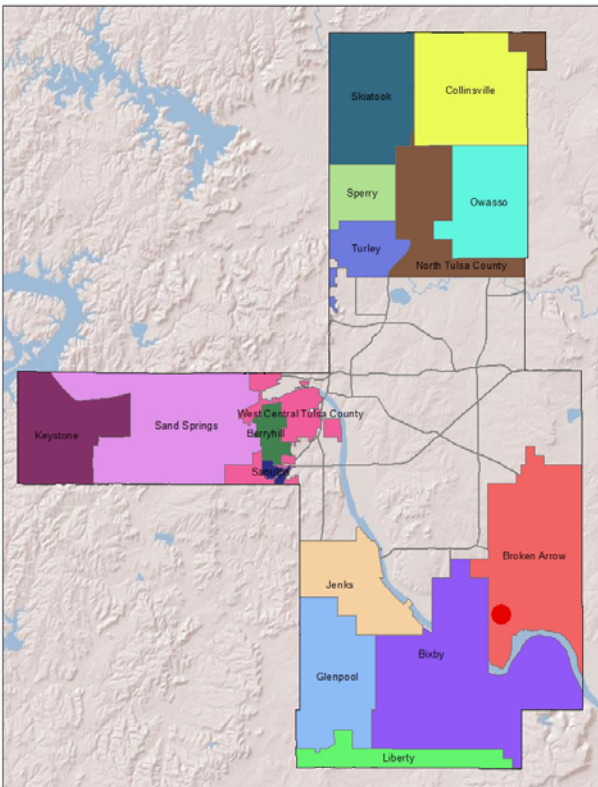 Skiatook
Collinsville
Sperry
Owasso
Turley
North Tulsa County
West Central Tulsa County
Keystone
Sand Springs
Berryhill
Sapulpa
Broken Arrow
Jenks
Bixby
Glenpool
Liberty